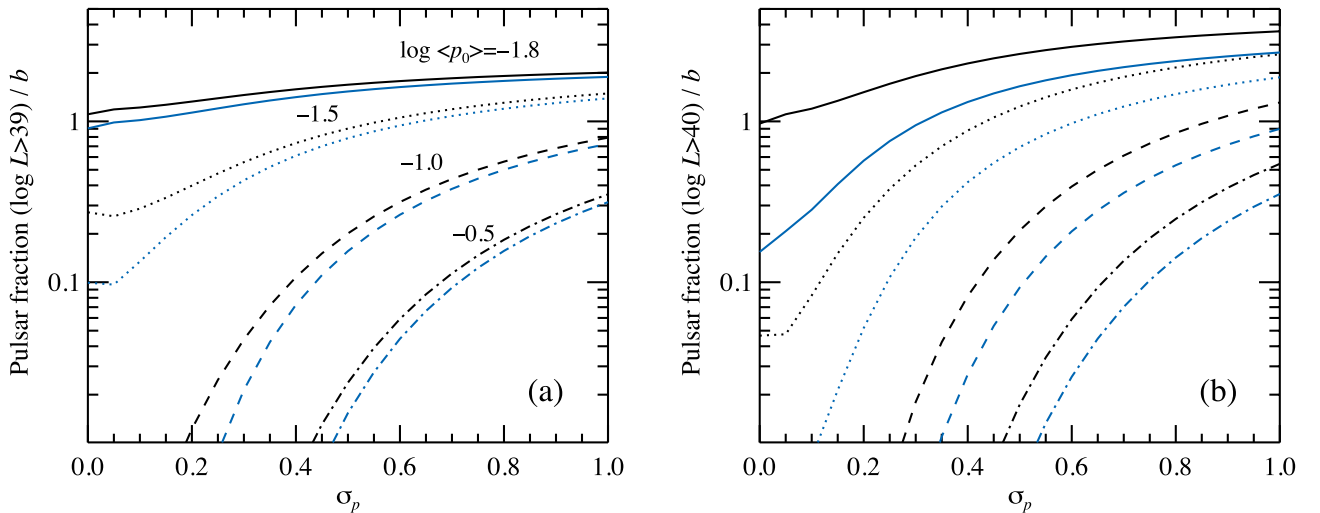 Pulsar fraction (log L>39) / b
1
0.1
log <p₀>=−1.8
−1.5
−1.0
−0.5
(a)
0.0 0.2 0.4 0.6 0.8 1.0
σₚ
Pulsar fraction (log L>40) / b
1
0.1
(b)
0.0 0.2 0.4 0.6 0.8 1.0
σₚ